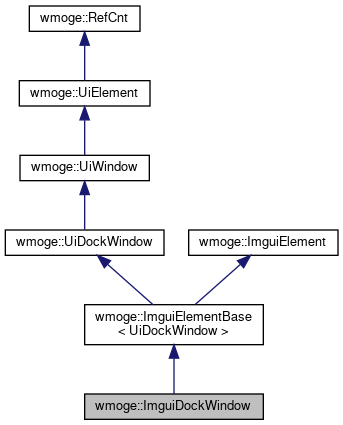 wmoge::RefCnt
wmoge::UiElement
wmoge::UiWindow
wmoge::UiDockWindow
wmoge::ImguiElement
wmoge::ImguiElementBase
< UiDockWindow >
wmoge::ImguiDockWindow